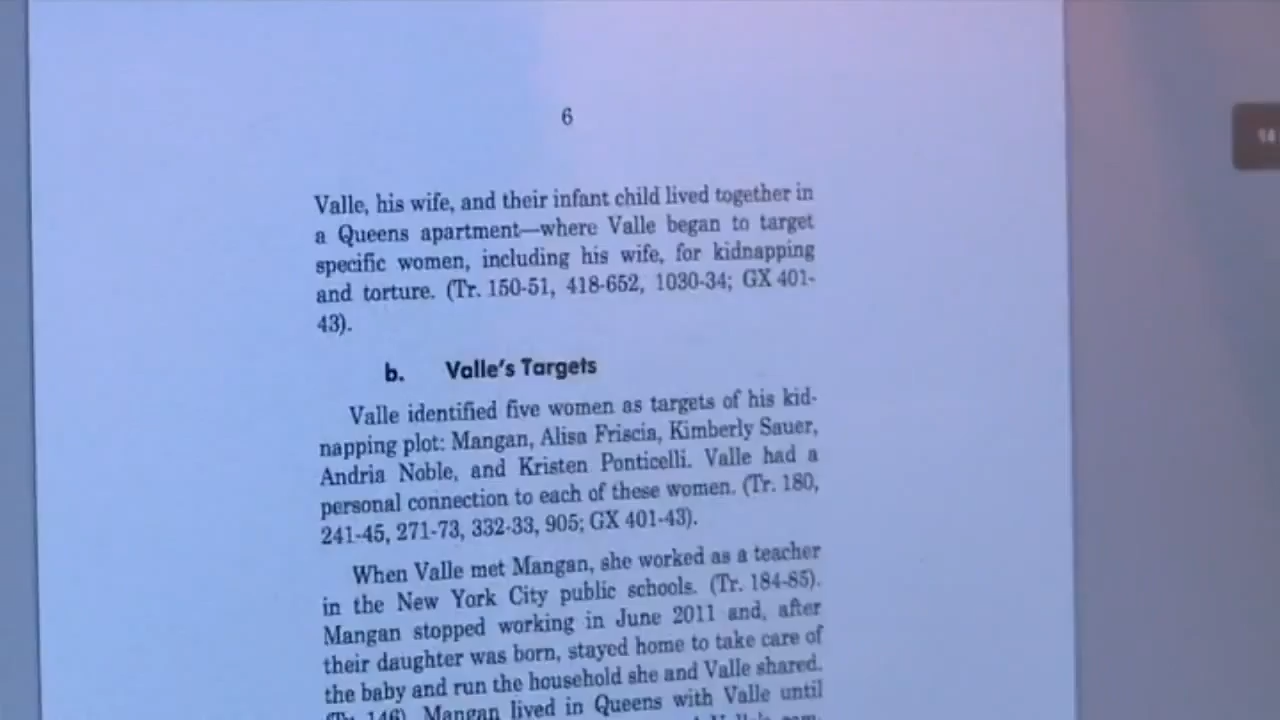 6
Valle, his wife, and their infant child lived together in
a Queens apartment—where Valle began to target
specific women, including his wife, for kidnapping
and torture. (Tr. 150-51, 418-652, 1030-34; GX 401-
43).
b. Valle's Targets
Valle identified five women as targets of his kid-
napping plot: Mangan, Alisa Friscia, Kimberly Sauer,
Andria Noble, and Kristen Ponticelli. Valle had a
personal connection to each of these women. (Tr. 180,
241-45, 271-73, 332-33, 905; GX 401-43).
When Valle met Mangan, she worked as a teacher
in the New York City public schools. (Tr. 184-85).
Mangan stopped working in June 2011 and, after
their daughter was born, stayed home to take care of
the baby and run the household she and Valle shared.
(Tr. 146). Mangan lived in Queens with Valle until
14